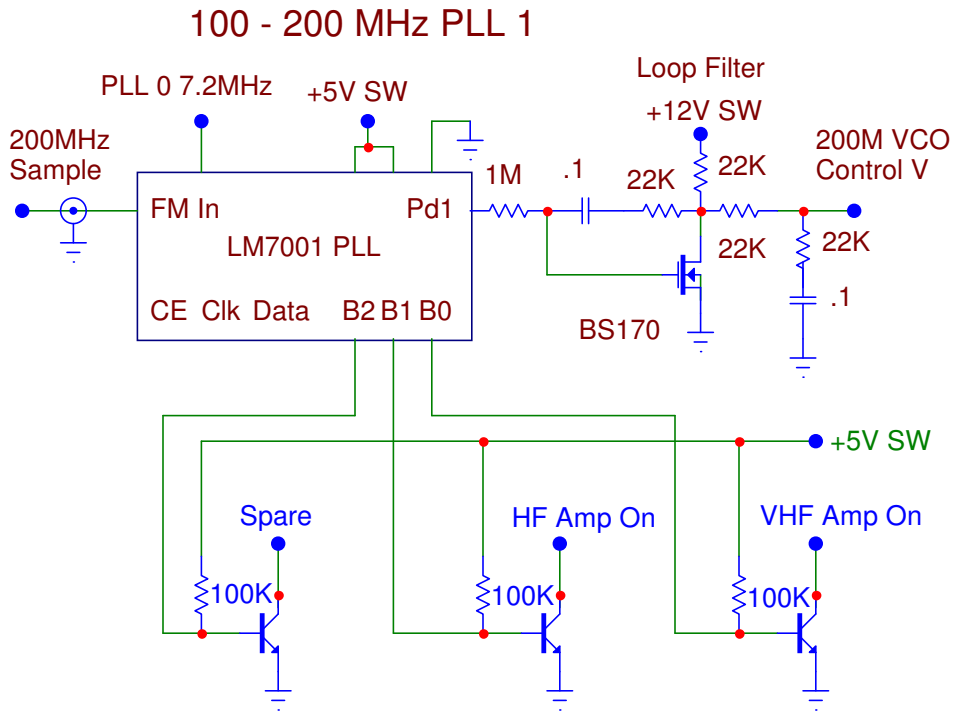 100 - 200 MHz PLL 1
Loop Filter
PLL 0 7.2MHz
+5V SW
+12V SW
200MHz
Sample
200M VCO
Control V
1M
.1
22K
22K
FM In
Pd1
LM7001 PLL
22K
22K
CE Clk Data
B2 B1 B0
.1
BS170
+5V SW
Spare
HF Amp On
VHF Amp On
100K
100K
100K